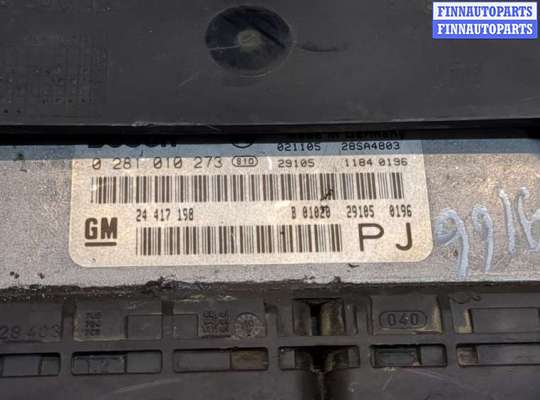 FINNAUTOPARTS
FINNAUTOPARTS
021105 28SA4803
0 281 010 273 810 29105 1184 0196
24 417 198 B 01020 29105 0196
GM
PJ
040